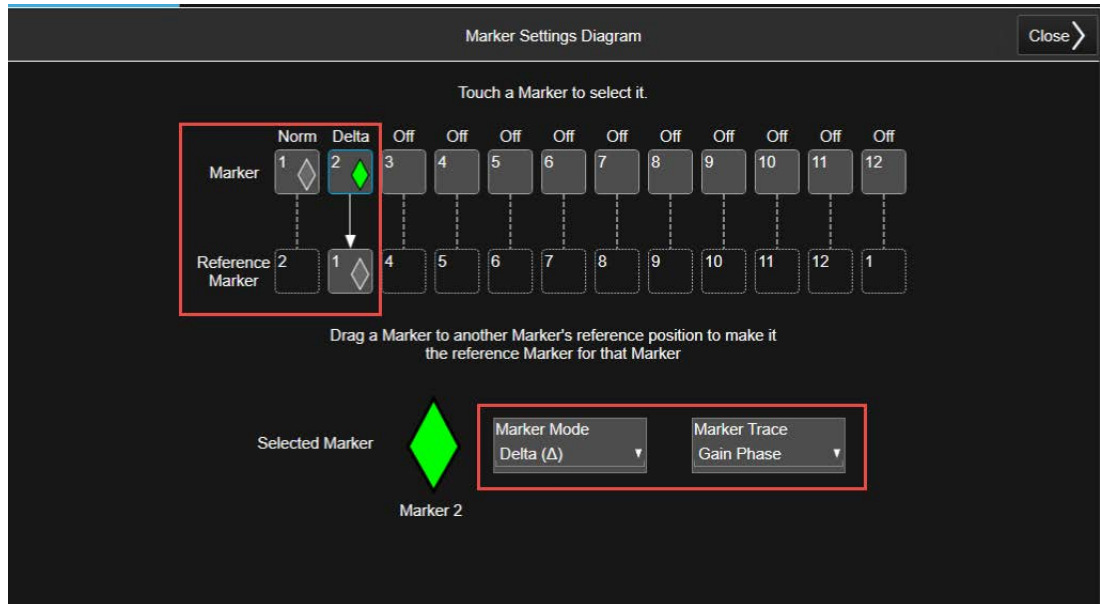 Marker Settings Diagram
Close
Touch a Marker to select it.
Norm Delta Off Off Off Off Off Off Off Off Off Off
Marker 1 2 3 4 5 6 7 8 9 10 11 12
Reference Marker 2 1 4 5 6 7 8 9 10 11 12 1
Drag a Marker to another Marker's reference position to make it
the reference Marker for that Marker
Selected Marker
Marker Mode
Delta (Δ)
Marker Trace
Gain Phase
Marker 2